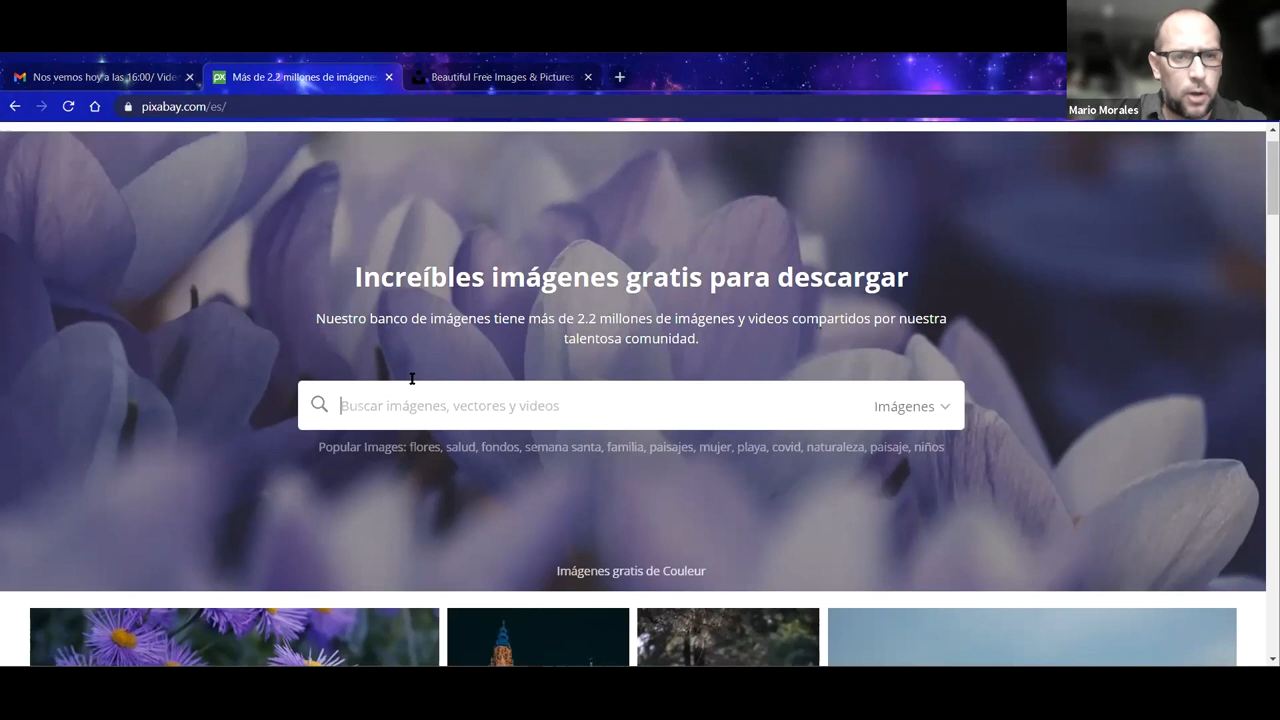 Nos vemos hoy a las 16:00/ Vide
Más de 2.2 millones de imágene
Beautiful Free Images & Pictures
pixabay.com/es/
Mario Morales
Increíbles imágenes gratis para descargar
Nuestro banco de imágenes tiene más de 2.2 millones de imágenes y videos compartidos por nuestra
talentosa comunidad.
Buscar imágenes, vectores y videos
Imágenes
Popular Images: flores, salud, fondos, semana santa, familia, paisajes, mujer, playa, covid, naturaleza, paisaje, niños
Imágenes gratis de Couleur